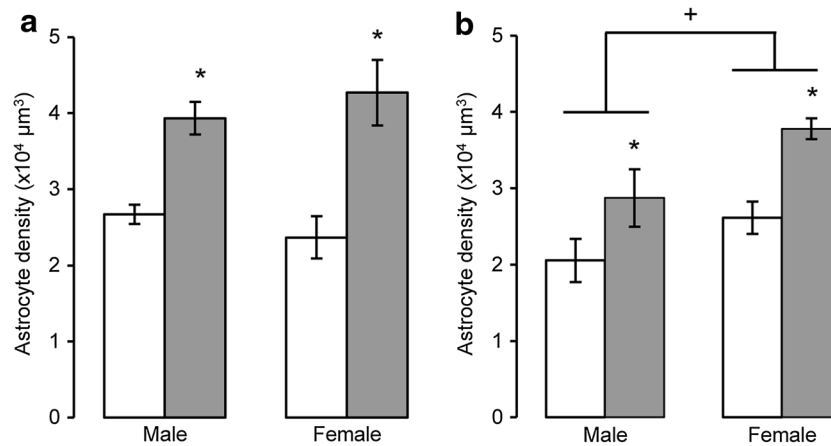 a
Astrocyte density (x10⁴ µm³)
5
4
3
2
1
0
*
*
Male Female
b
Astrocyte density (x10⁴ µm³)
5
4
3
2
1
0
+
*
*
Male Female